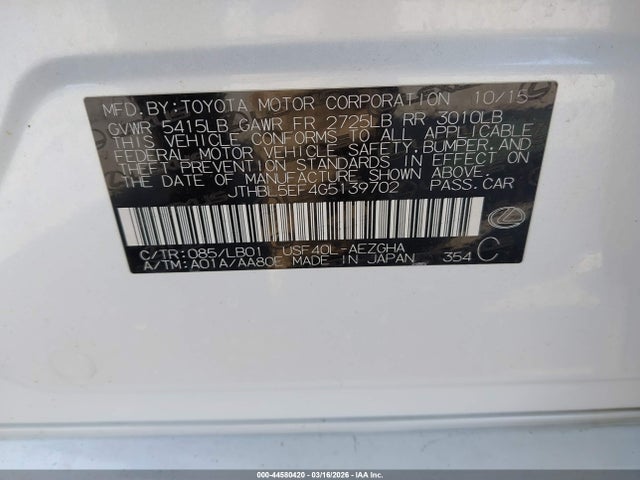 MFD. BY: TOYOTA MOTOR CORPORATION 10/15
GVWR 5415LB GAWR FR 2725LB RR 3010LB
THIS VEHICLE CONFORMS TO ALL APPLICABLE
FEDERAL MOTOR VEHICLE SAFETY, BUMPER, AND
THEFT PREVENTION STANDARDS IN EFFECT ON
THE DATE OF MANUFACTURE SHOWN ABOVE.
JTHBL5EF4G5139702 PASS. CAR
C/TR: 085/LB01 USF40L-AEZGHA
A/TM: A01A/AA80E MADE IN JAPAN 354 C
000-44580420 | 03/16/2026 | IAA Inc.